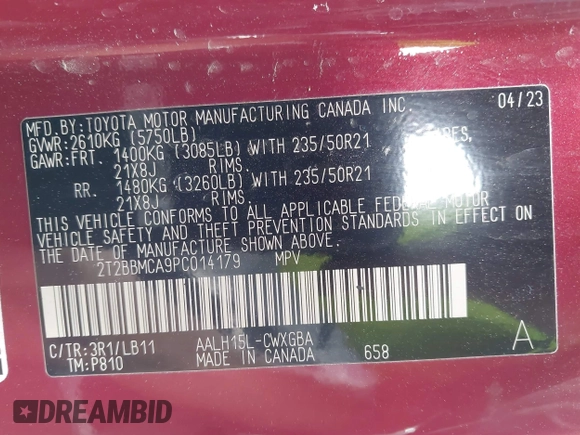 MFD.BY:TOYOTA MOTOR MANUFACTURING CANADA INC. 04/23
GVWR:2610KG (5750LB)
GAWR:FRT. 1400KG (3085LB) WITH 235/50R21
21X8J RIMS,
RR. 1480KG (3260LB) WITH 235/50R21
21X8J RIMS.
THIS VEHICLE CONFORMS TO ALL APPLICABLE FEDERAL MOTOR
VEHICLE SAFETY AND THEFT PREVENTION STANDARDS IN EFFECT ON
THE DATE OF MANUFACTURE SHOWN ABOVE.
2T2BBMCA9PC014179 MPV
C/TR:3R1/LB11 AALH15L-CWXGBA A
TM:P810 MADE IN CANADA 658
DREAMBID